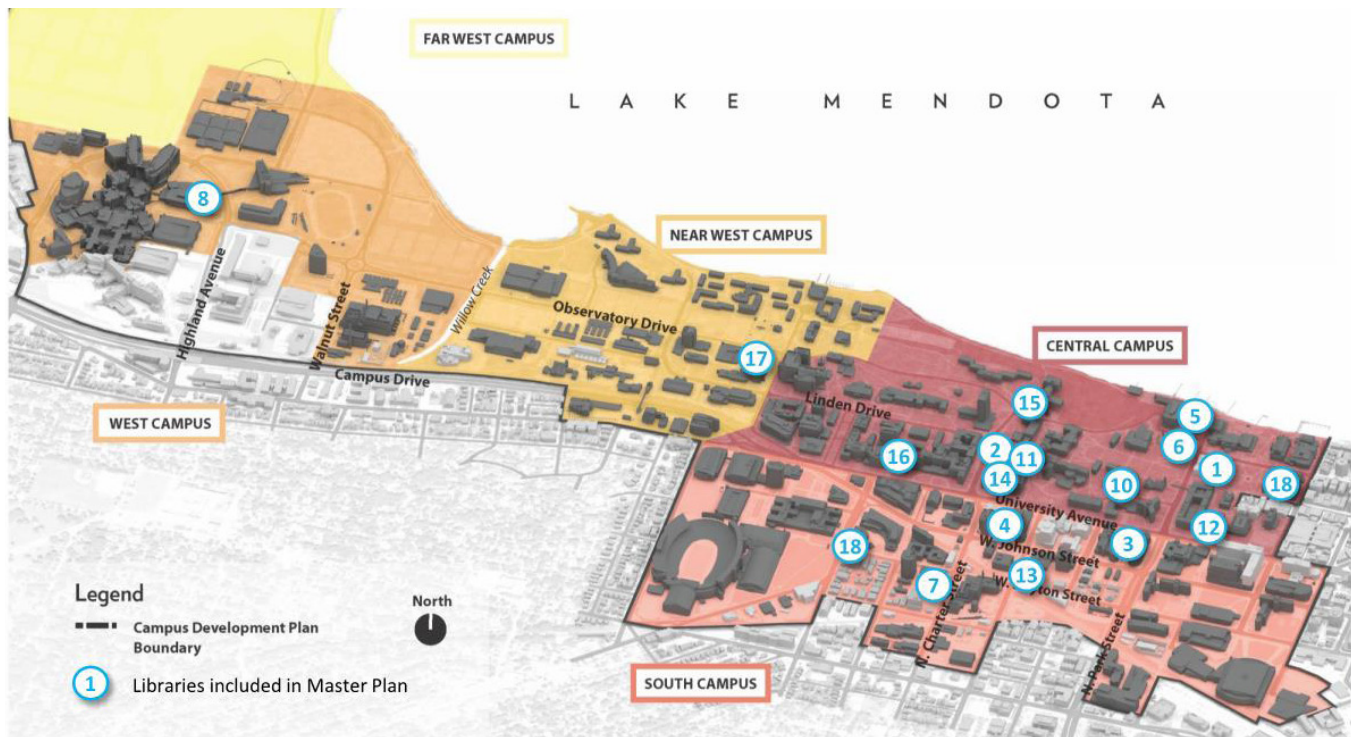 FAR WEST CAMPUS
LAKE MENDOTA
8
NEAR WEST CAMPUS
Highland Avenue
Walnut Street
Willow Creek
Observatory Drive
Campus Drive
17
CENTRAL CAMPUS
WEST CAMPUS
Linden Drive
15
5
6
2
11
1
16
14
10
18
University Avenue
4
12
18
W. Johnson Street
3
13
7
N. Charter Street
N. Park Street
Legend
Campus Development Plan
Boundary
North
1 Libraries included in Master Plan
SOUTH CAMPUS